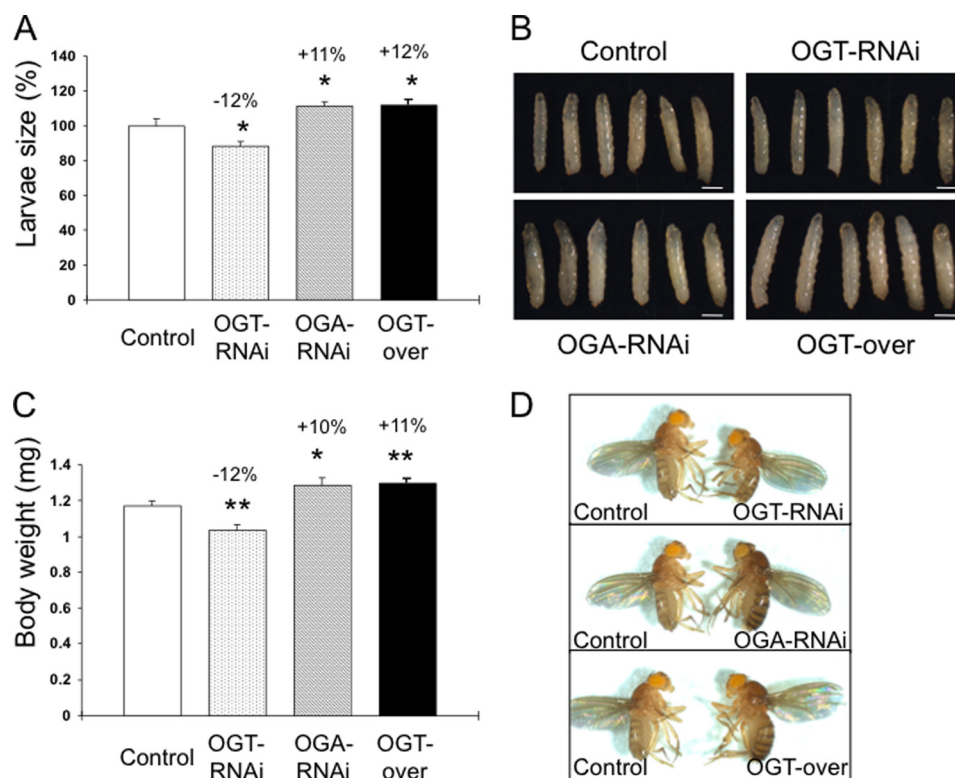 A
Larvae size (%)
140
120
100
80
60
40
20
0
-12%
*
+11%
*
+12%
*
Control
OGT-
RNAi
OGA-
RNAi
OGT-
over
B
Control
OGT-RNAi
OGA-RNAi
OGT-over
C
Body weight (mg)
1.4
1.2
1
0.8
0.6
0.4
0.2
0
-12%
**
+10%
*
+11%
**
Control
OGT-
RNAi
OGA-
RNAi
OGT-
over
D
Control OGT-RNAi
Control OGA-RNAi
Control OGT-over